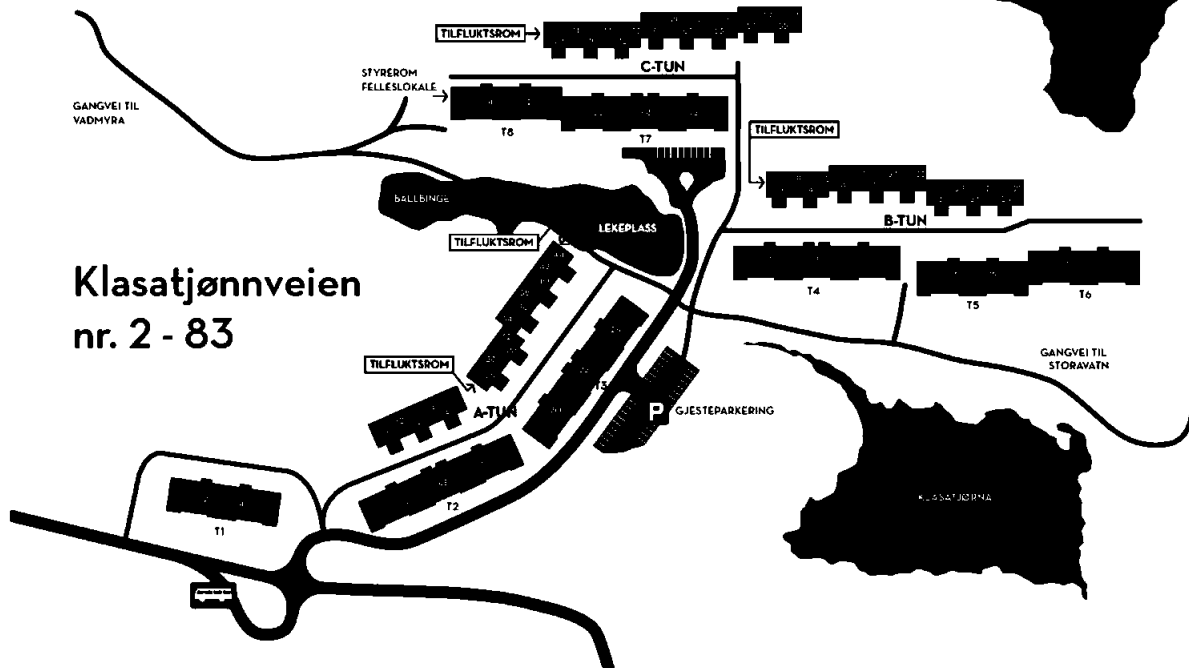 TILFLUKTSROM
C-TUN
STYREROM
FELLESLOKALE
GANGVEI TIL
VADMYRA
T8
T7
TILFLUKTSROM
BALLBINGE
LEKEPLASS
B-TUN
TILFLUKTSROM
Klasatjønnveien
nr. 2 - 83
T4
T5
T6
GANGVEI TIL
STORAVATN
TILFLUKTSROM
T3
A-TUN
P GJESTEPARKERING
T2
KLASATJØRNA
T1